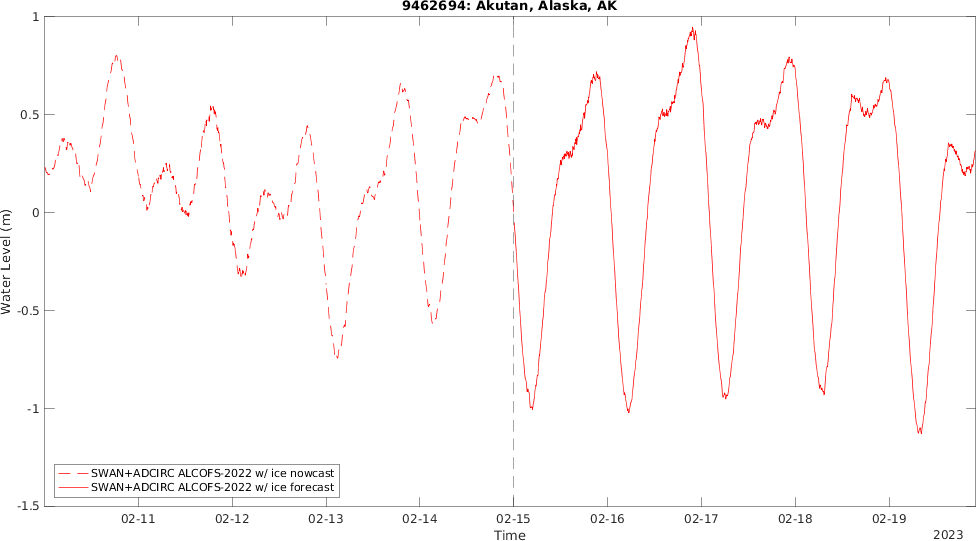 9462694: Akutan, Alaska, AK
1
0.5
0
-0.5
-1
-1.5
Water Level (m)
SWAN+ADCIRC ALCOFS-2022 w/ ice nowcast
SWAN+ADCIRC ALCOFS-2022 w/ ice forecast
02-11 02-12 02-13 02-14 02-15 02-16 02-17 02-18 02-19
Time
2023